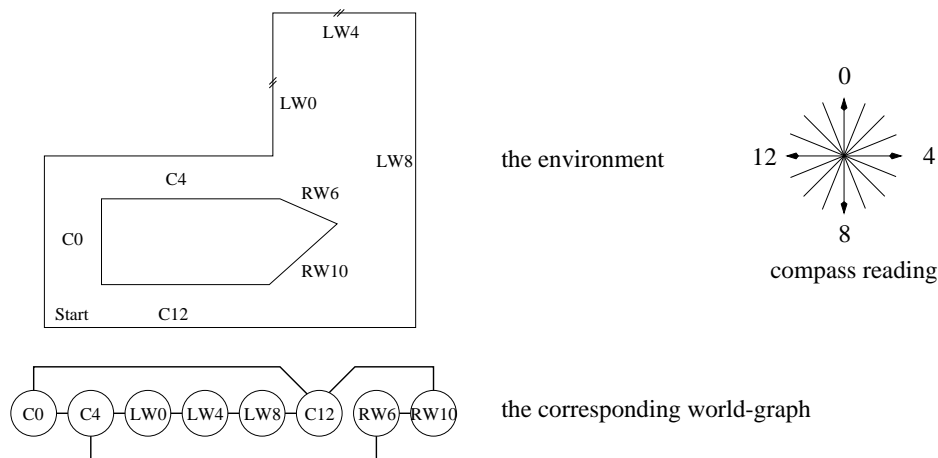 LW4
0
LW0
LW8
the environment
12
4
C4
RW6
8
C0
RW10
compass reading
Start
C12
C0 C4 LW0 LW4 LW8 C12 RW6 RW10
the corresponding world-graph